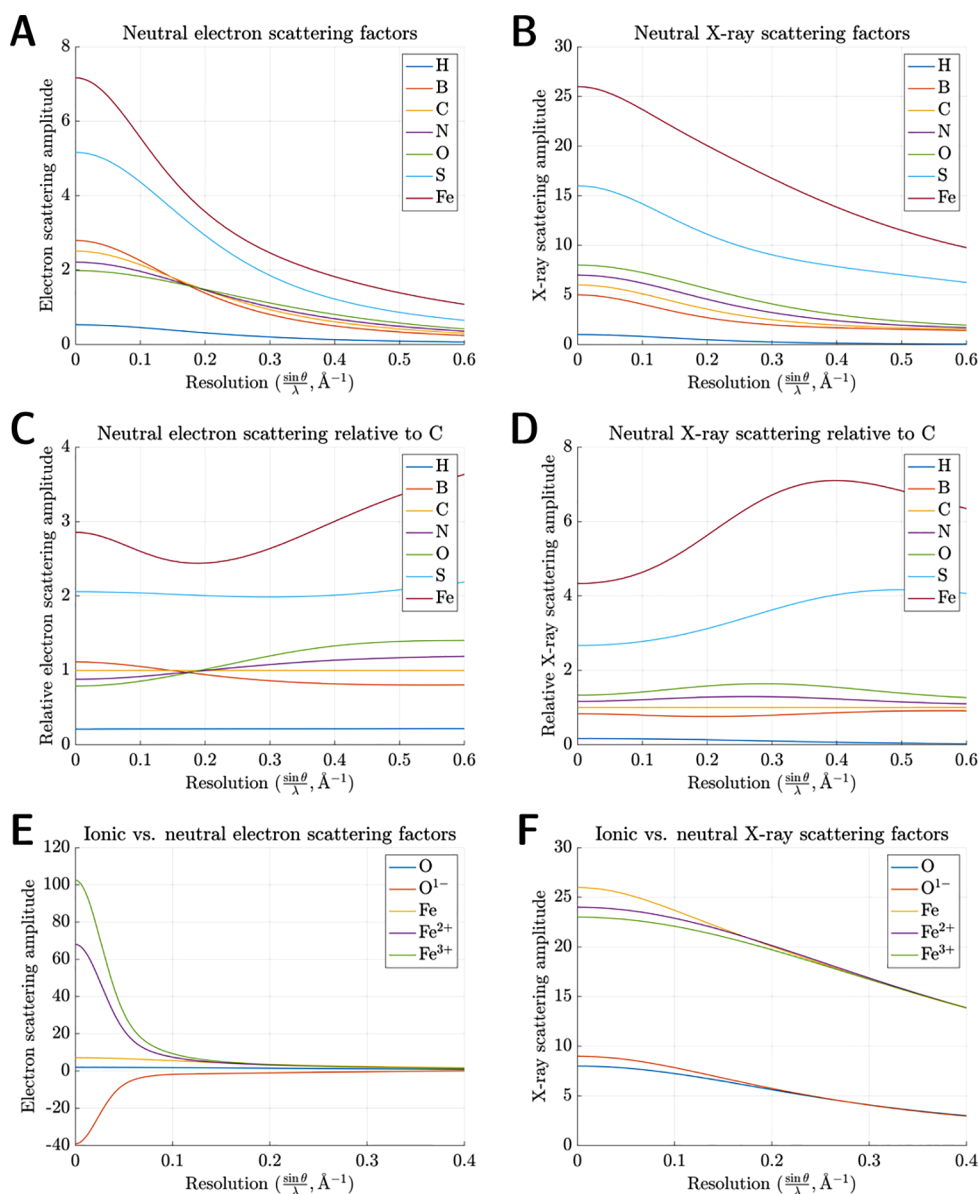 A
Neutral electron scattering factors
Electron scattering amplitude
8
6
4
2
0
0 0.1 0.2 0.3 0.4 0.5 0.6
Resolution (sin θ/λ, Å⁻¹)
H
B
C
N
O
S
Fe
B
Neutral X-ray scattering factors
X-ray scattering amplitude
30
25
20
15
10
5
0
0 0.1 0.2 0.3 0.4 0.5 0.6
Resolution (sin θ/λ, Å⁻¹)
H
B
C
N
O
S
Fe
C
Neutral electron scattering relative to C
Relative electron scattering amplitude
4
3
2
1
0
0 0.1 0.2 0.3 0.4 0.5 0.6
Resolution (sin θ/λ, Å⁻¹)
H
B
C
N
O
S
Fe
D
Neutral X-ray scattering relative to C
Relative X-ray scattering amplitude
8
6
4
2
0
0 0.1 0.2 0.3 0.4 0.5 0.6
Resolution (sin θ/λ, Å⁻¹)
H
B
C
N
O
S
Fe
E
Ionic vs. neutral electron scattering factors
Electron scattering amplitude
120
100
80
60
40
20
0
-20
-40
0 0.1 0.2 0.3 0.4
Resolution (sin θ/λ, Å⁻¹)
O
O¹⁻
Fe
Fe²⁺
Fe³⁺
F
Ionic vs. neutral X-ray scattering factors
X-ray scattering amplitude
30
25
20
15
10
5
0
0 0.1 0.2 0.3 0.4
Resolution (sin θ/λ, Å⁻¹)
O
O¹⁻
Fe
Fe²⁺
Fe³⁺